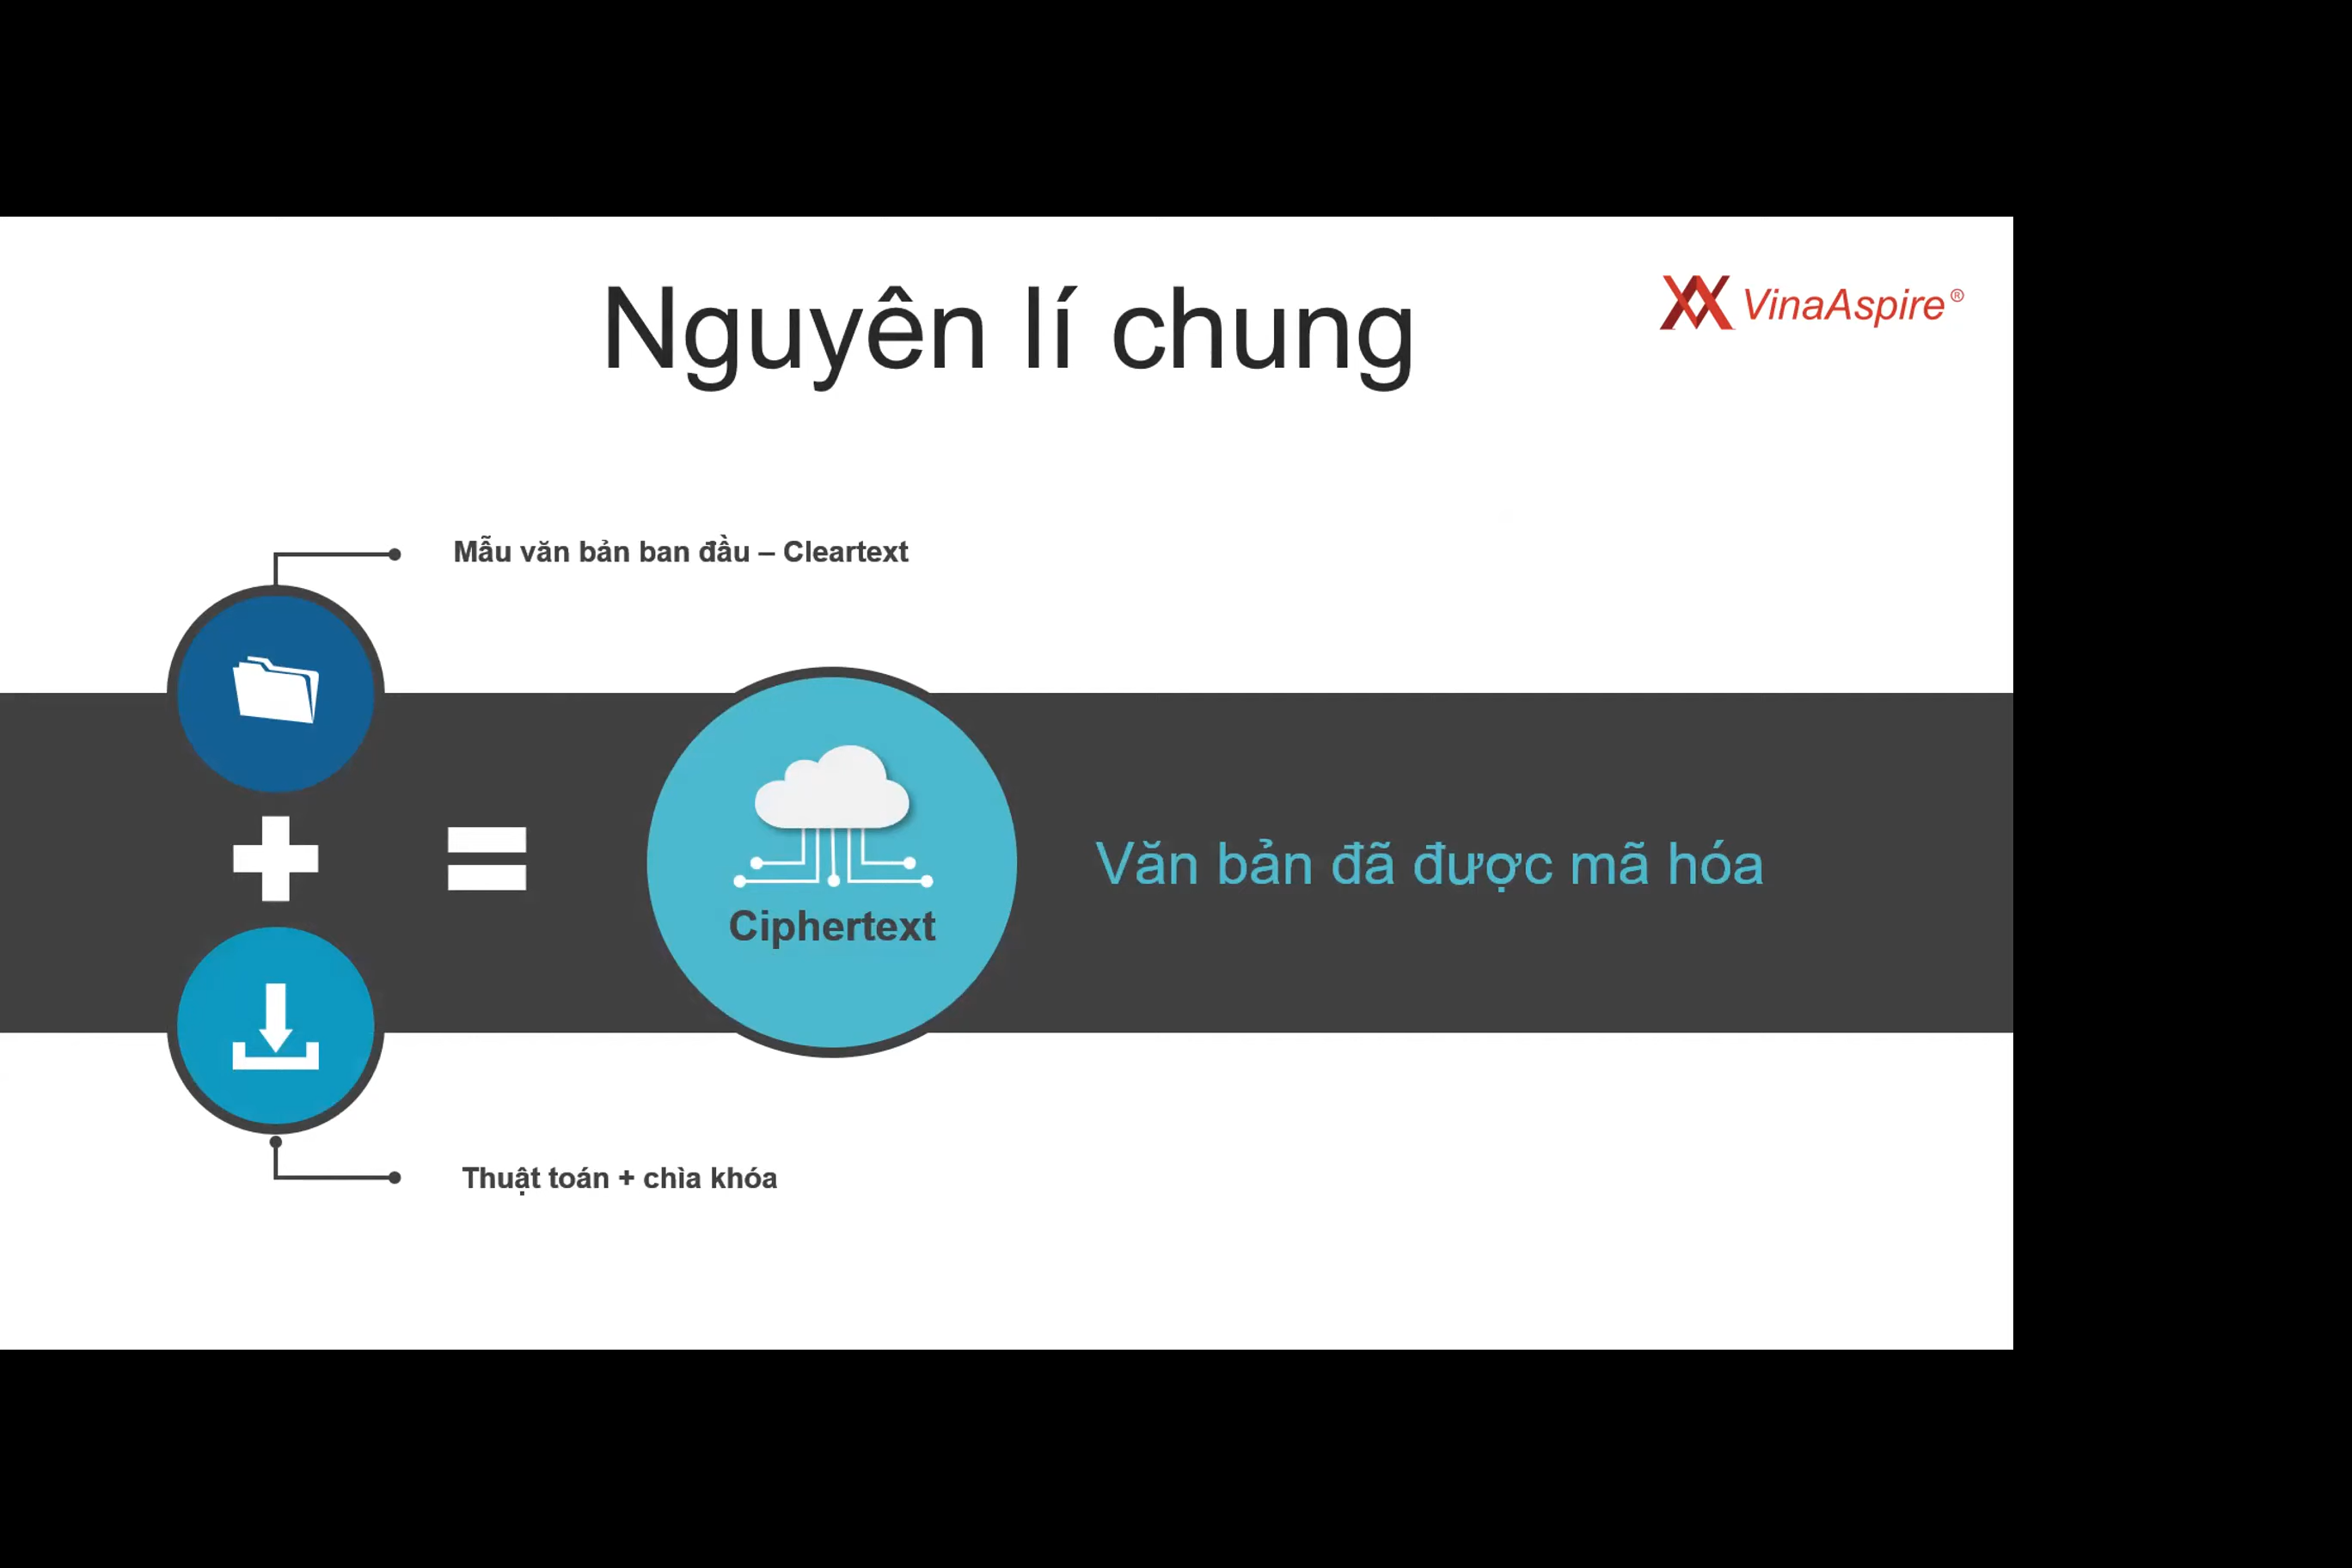 Nguyên lí chung
VinaAspire®
Mẫu văn bản ban đầu – Cleartext
Ciphertext
Văn bản đã được mã hóa
Thuật toán + chìa khóa